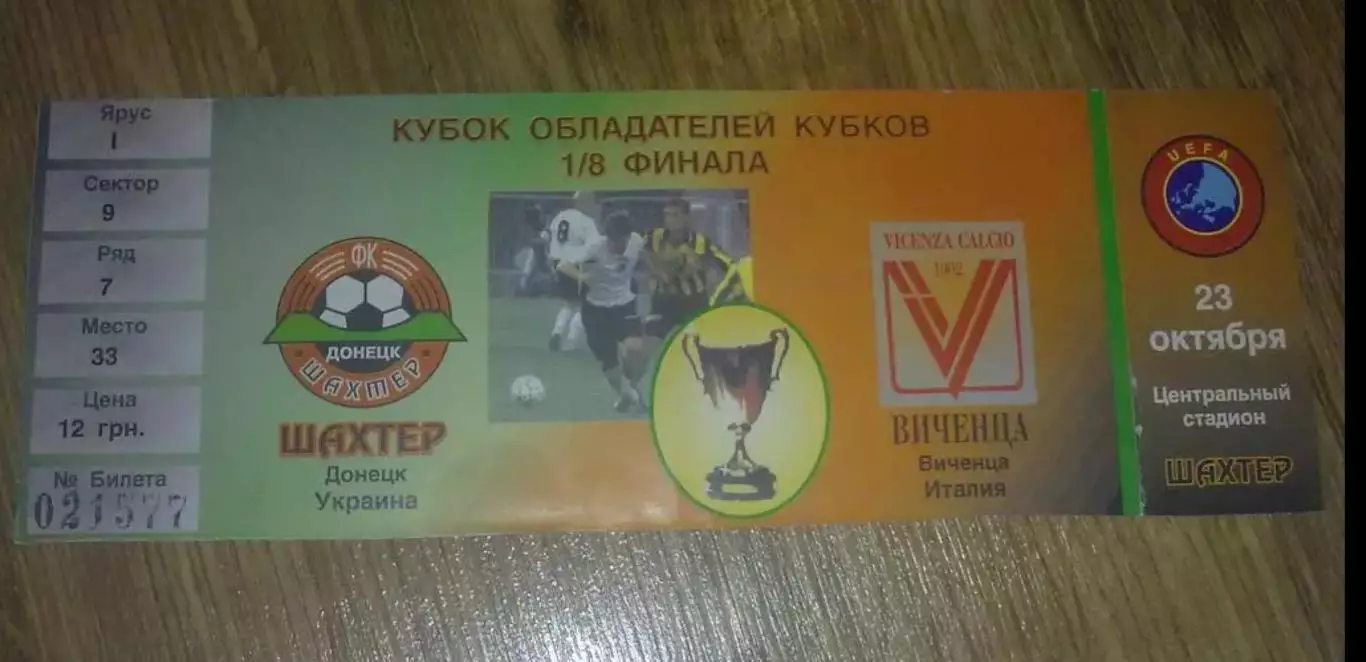 Ярус
I
Сектор
9
Ряд
7
Место
33
Цена
12 грн.
№ Билета
021577
КУБОК ОБЛАДАТЕЛЕЙ КУБКОВ
1/8 ФИНАЛА
ФК
ДОНЕЦК
ШАХТЕР
ШАХТЕР
Донецк
Украина
8
VICENZA CALCIO
1902
ВИЧЕНЦА
Виченца
Италия
UEFA
23
октября
Центральный
стадион
ШАХТЕР